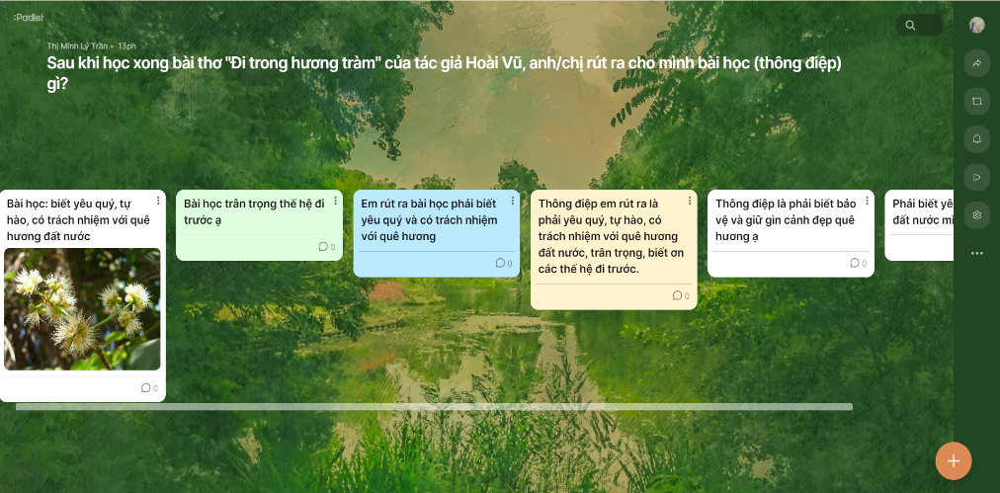 :Padlet
Thị Minh Lý Trần • 13ph
Sau khi học xong bài thơ "Đi trong hương tràm" của tác giả Hoài Vũ, anh/chị rút ra cho mình bài học (thông điệp)
gì?
Bài học: biết yêu quý, tự
hào, có trách nhiệm với quê
hương đất nước
0
Bài học trân trọng thế hệ đi
trước ạ
0
Em rút ra bài học phải biết
yêu quý và có trách nhiệm
với quê hương
0
Thông điệp em rút ra là
phải yêu quý, tự hào, có
trách nhiệm với quê hương
đất nước, trân trọng, biết ơn
các thế hệ đi trước.
0
Thông điệp là phải biết bảo
vệ và giữ gìn cảnh đẹp quê
hương ạ
0
Phải biết yê
đất nước mì